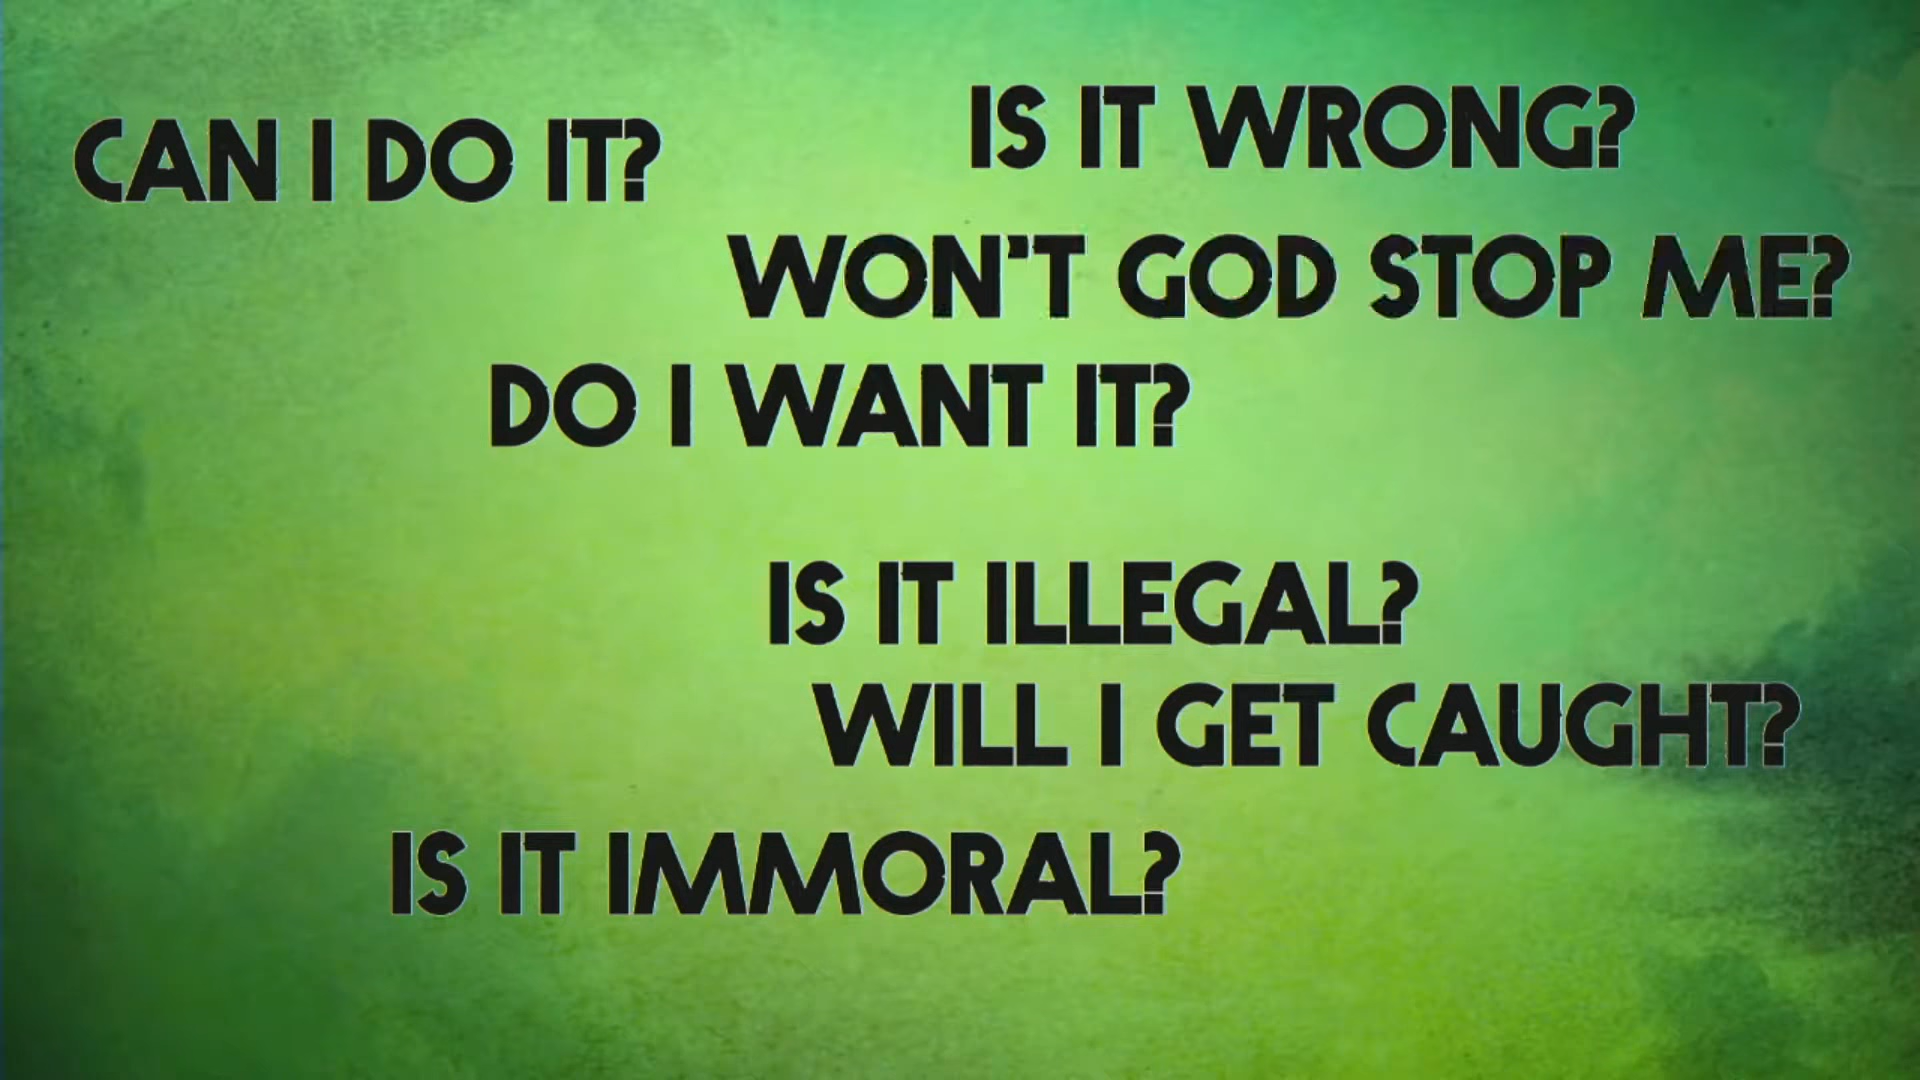 CAN I DO IT?
IS IT WRONG?
WON'T GOD STOP ME?
DO I WANT IT?
IS IT ILLEGAL?
WILL I GET CAUGHT?
IS IT IMMORAL?